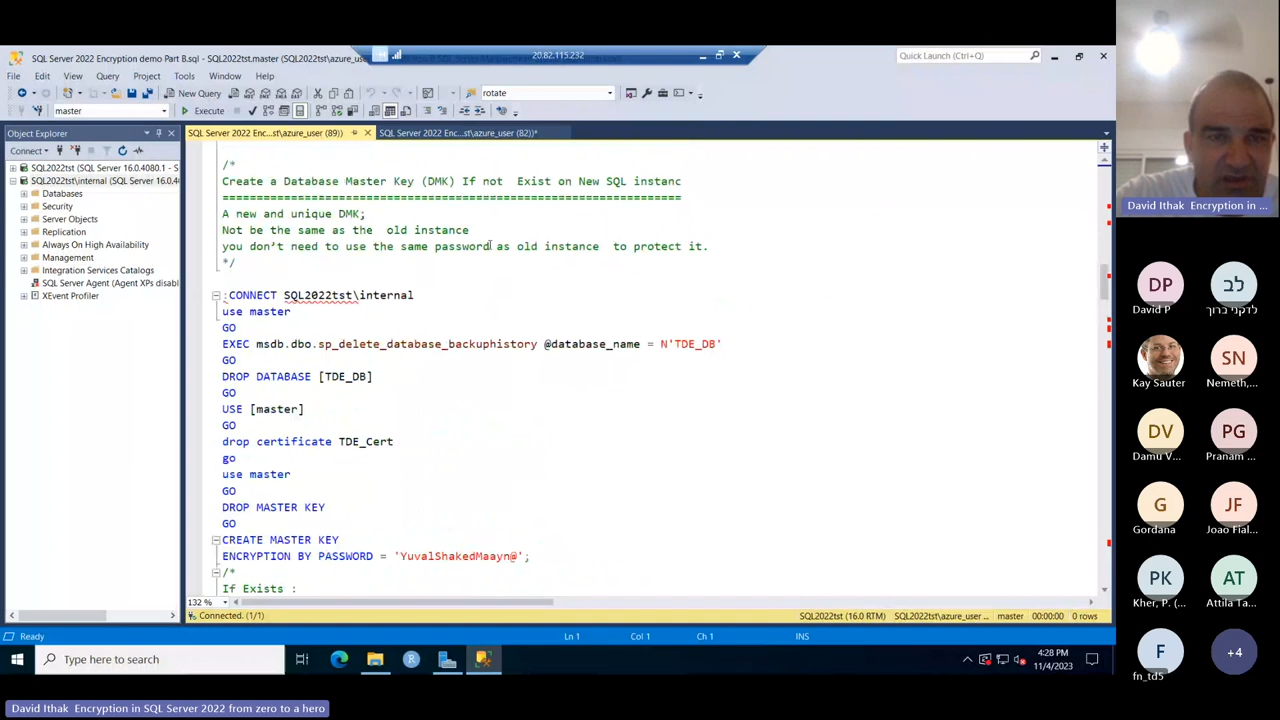 SQL Server 2022 Encryption demo Part B.sql - SQL2022tst.master (SQL2022tst\azure_user (89))
20.82.115.232
Quick Launch (Ctrl+Q)
File Edit View Query Project Tools Window Help
New Query
rotate
master
Execute
Object Explorer
SQL Server 2022 Enc...st\azure_user (89))
SQL Server 2022 Enc...st\azure_user (82))*
Connect
SQL2022tst (SQL Server 16.0.4080.1 - S
SQL2022tst\internal (SQL Server 16.0.4
Databases
Security
Server Objects
Replication
Always On High Availability
Management
Integration Services Catalogs
SQL Server Agent (Agent XPs disabl
XEvent Profiler
/*
Create a Database Master Key (DMK) If not  Exist on New SQL instanc
===================================================================
A new and unique DMK;
Not be the same as the  old instance
you don’t need to use the same password as old instance  to protect it.
*/
:CONNECT SQL2022tst\internal
use master
GO
EXEC msdb.dbo.sp_delete_database_backuphistory @database_name = N'TDE_DB'
GO
DROP DATABASE [TDE_DB]
GO
USE [master]
GO
drop certificate TDE_Cert
go
use master
GO
DROP MASTER KEY
GO
CREATE MASTER KEY
ENCRYPTION BY PASSWORD = 'YuvalShakedMaayn@';
/*
If Exists :
132 %
Connected. (1/1)
SQL2022tst (16.0 RTM)
SQL2022tst\azure_user ...
master
00:00:00
0 rows
Ready
Ln 1
Col 1
Ch 1
INS
Type here to search
4:28 PM
11/4/2023
David Ithak Encryption in SQL Server 2022 from zero to a hero
David Ithak Encryption in ...
DP
David P
לב
לדקני ברוך
Kay Sauter
SN
Nemeth,...
DV
Damu V...
PG
Pranam ...
G
Gordana
JF
Joao Fial...
PK
Kher, P. (...
AT
Attila Ta...
F
fn_td5
+4